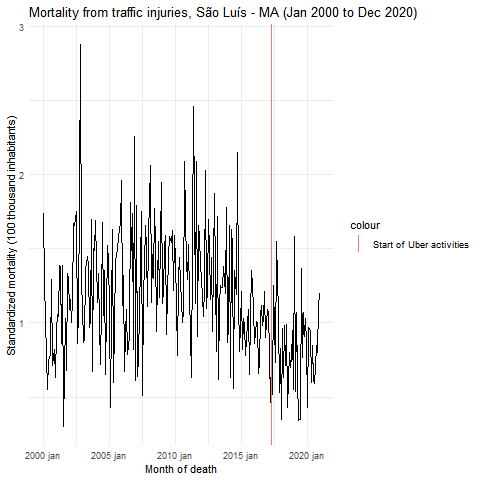 Mortality from traffic injuries, São Luís - MA (Jan 2000 to Dec 2020)
Standardized mortality (100 thousand inhabitants)
3
2
1
2000 jan
2005 jan
2010 jan
2015 jan
2020 jan
Month of death
colour
Start of Uber activities